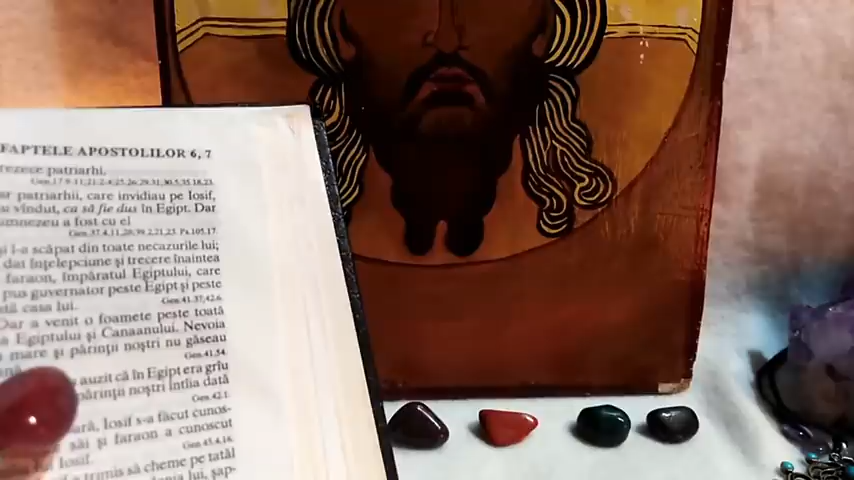 FAPTELE APOSTOLILOR 6, 7
rezece patriarhi.
Gen.17.9-11;21.2-4;25.26;29.31;30.5;35.18,23.
ar patriarhii, care invidiau pe Iosif,
u vîndut, ca să fie dus în Egipt. Dar
umnezeu a fost cu el
Gen.37.4,11,28;39.2,21,23. Ps.105.17.
și l-a scăpat din toate necazurile lui;
dat înțelepciune și trecere înaintea
faraon, împăratul Egiptului, care
pus guvernator peste Egipt și peste
ată casa lui.
Gen.41.37;42.6.
Dar a venit o foamete peste toată
a Egiptului și Canaanului. Nevoia
mare și părinții noștri nu găseau
Gen.41.54.
auzit că în Egipt era grîu
părinții noștri întîia dată
Gen.42.1.
ară, Iosif s-a făcut cunos-
săi și faraon a cunoscut
Iosif.
Gen.45.4,16.
trimis să cheme pe tatăl
lui, șap-